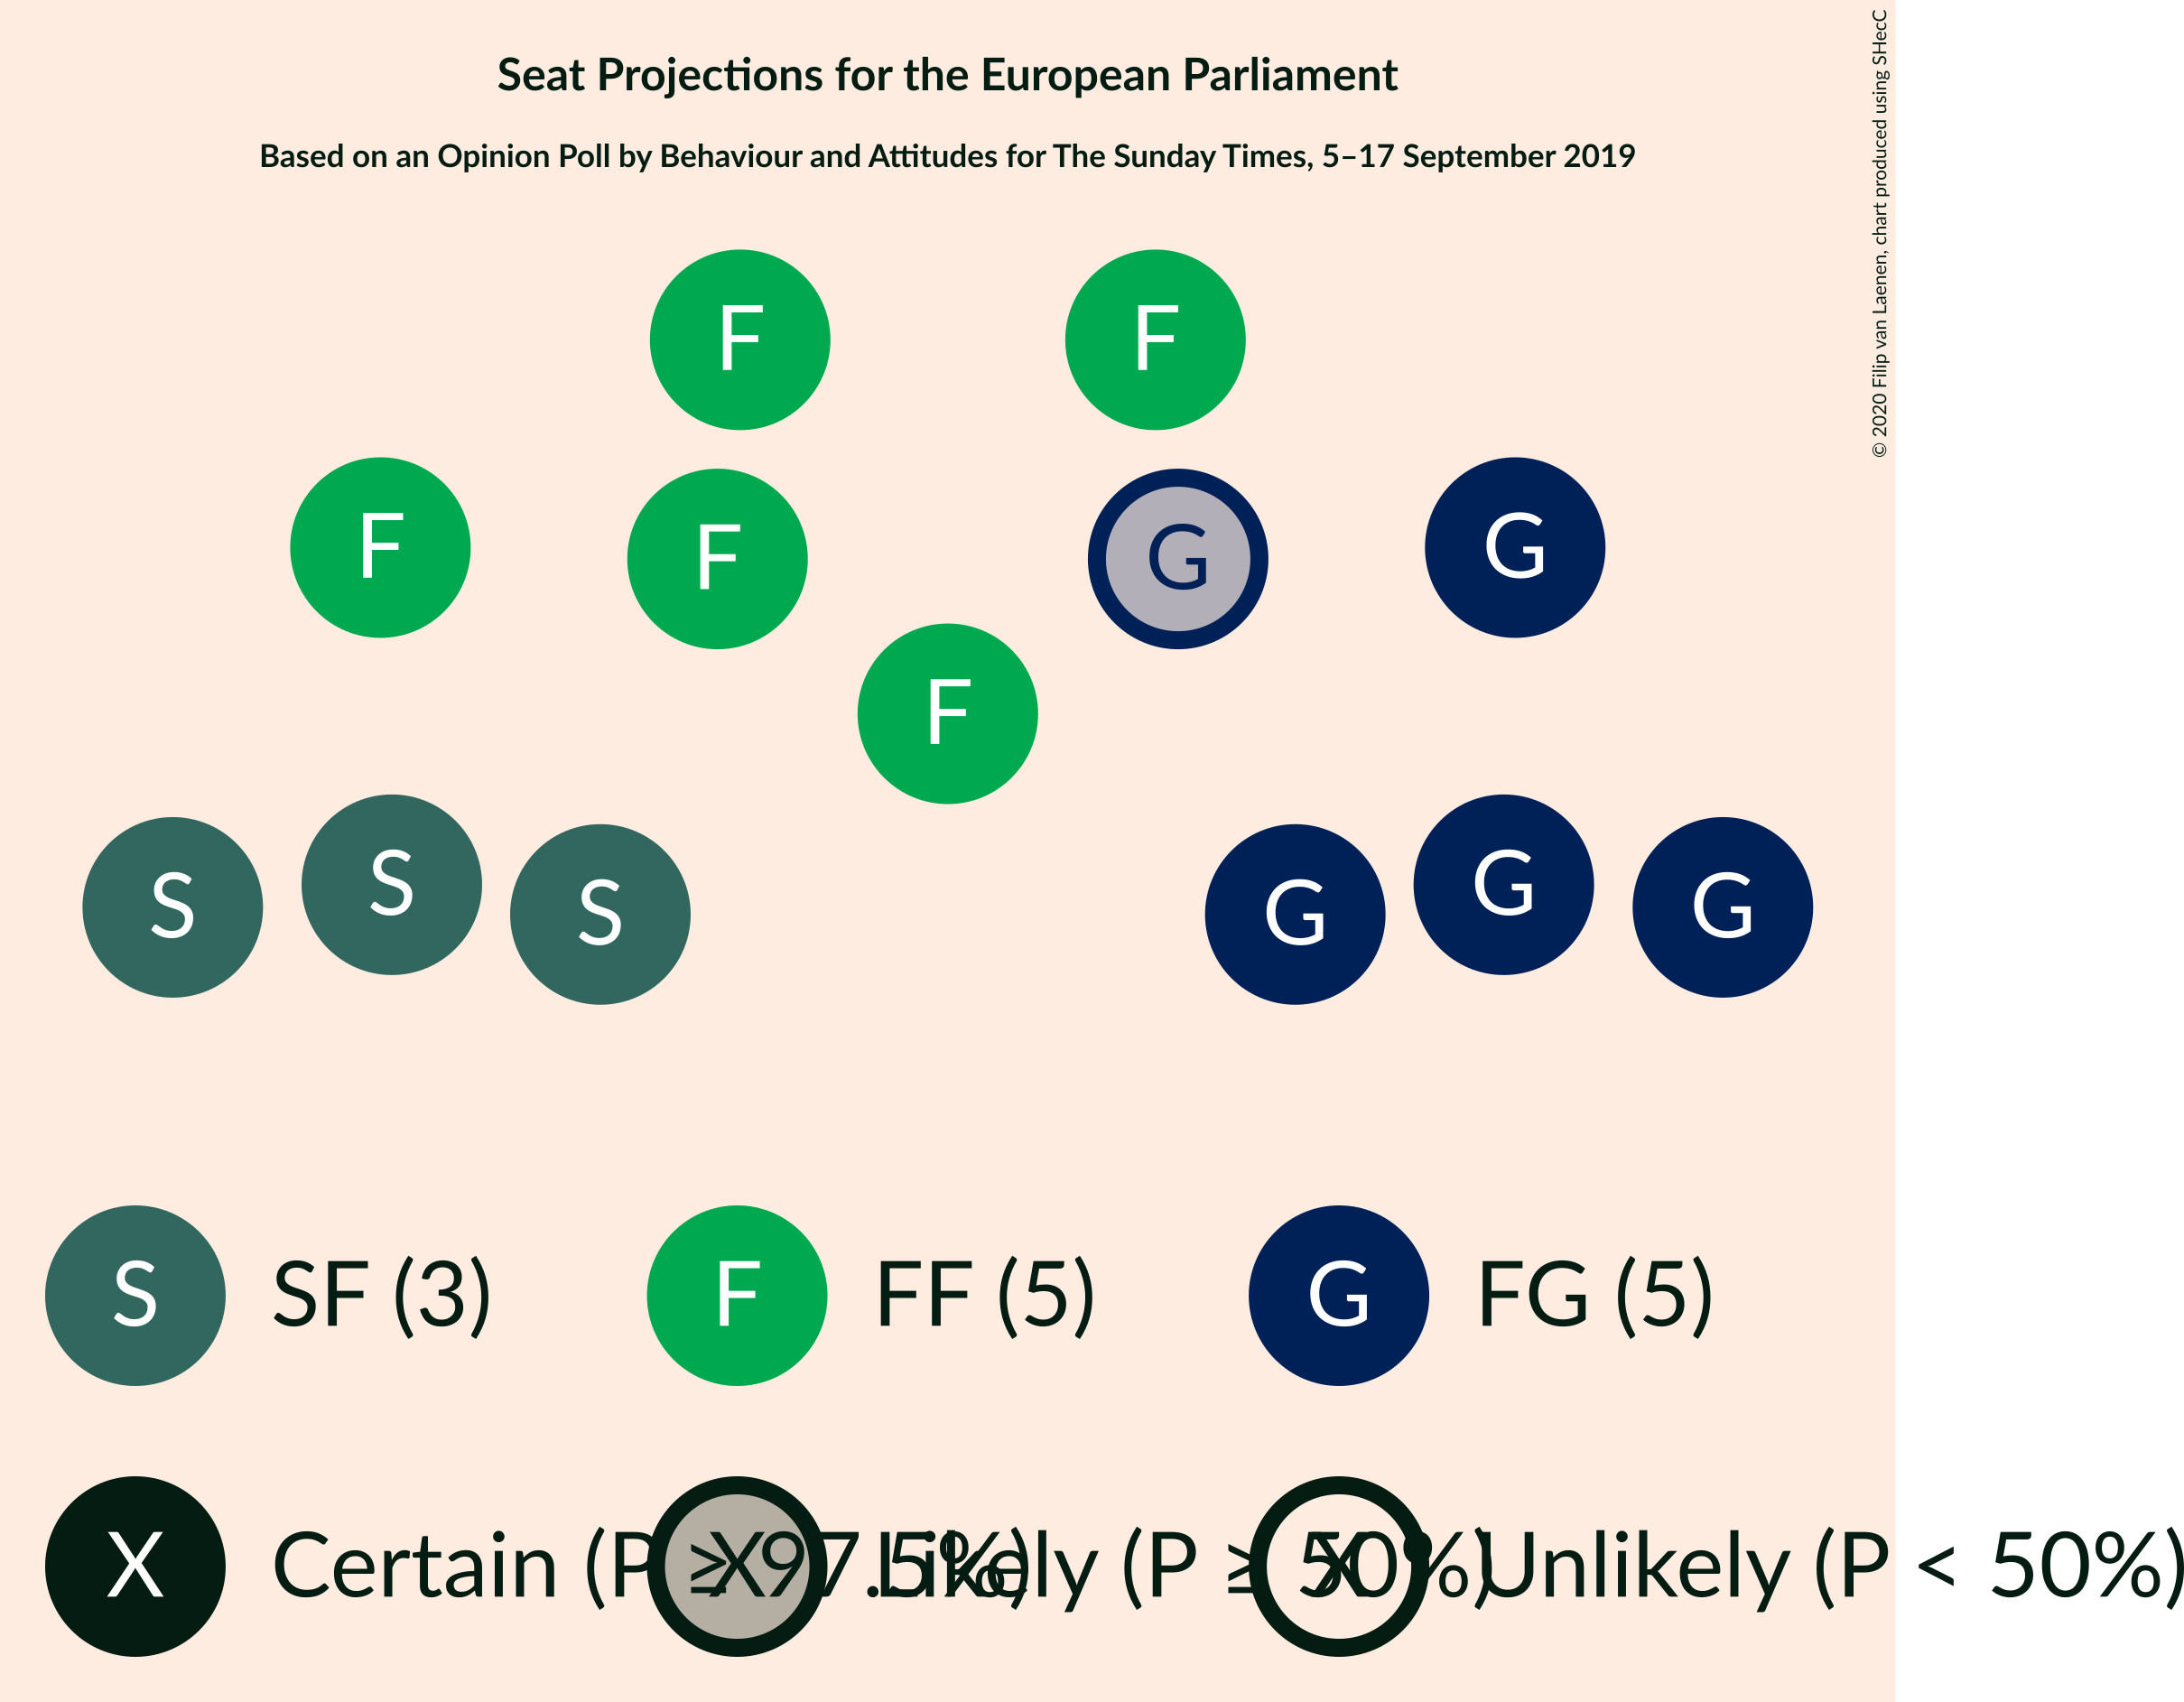 Seat Projections for the European Parliament
Based on an Opinion Poll by Behaviour and Attitudes for The Sunday Times, 5–17 September 2019
© 2020 Filip van Laenen, chart produced using SHecC
F F
F F G G
F
S S S G G G
S SF (3) F FF (5) G FG (5)
X Certain (P ≥ 97.5%) X Likely (P ≥ 50%) X Unlikely (P < 50%)